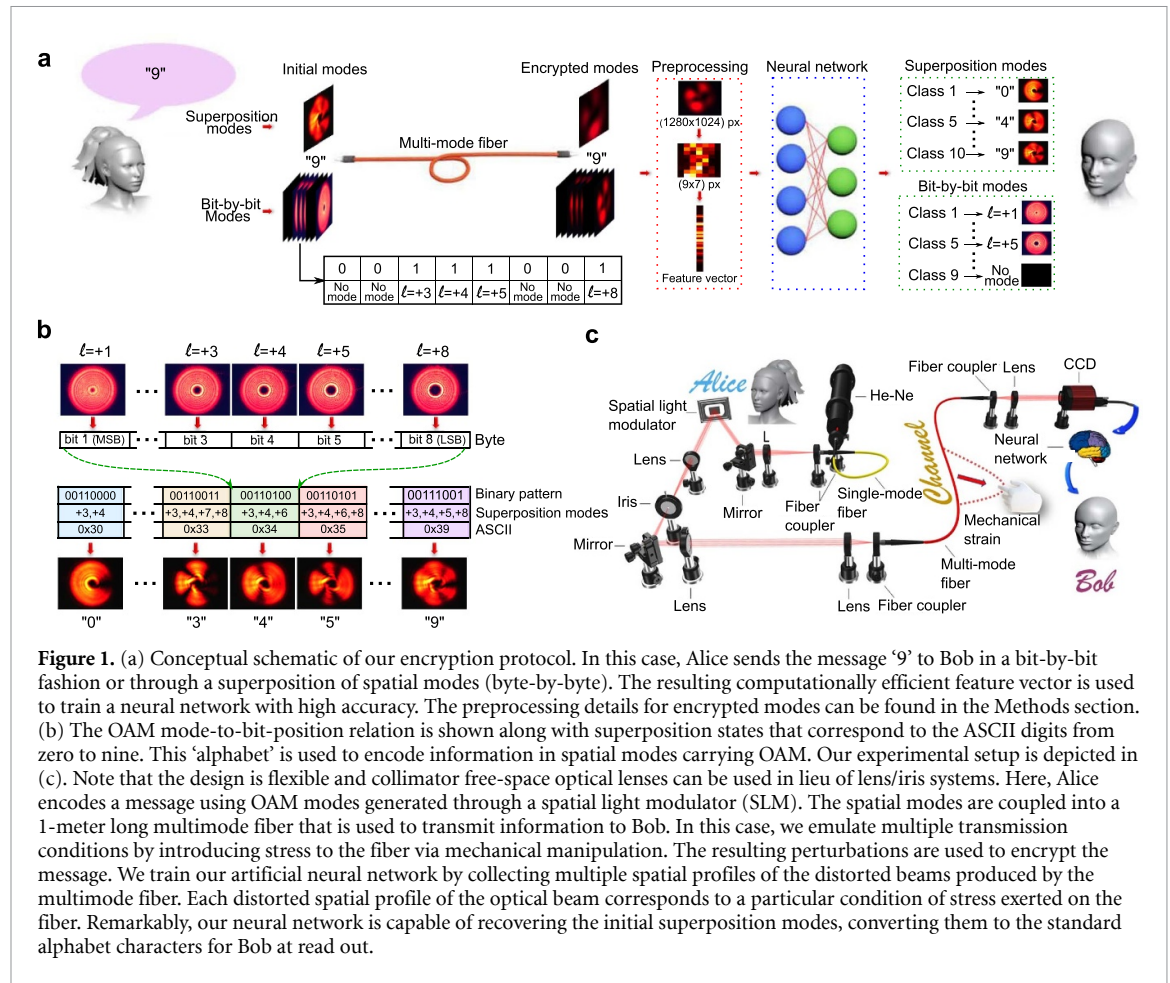 a
"9"
Initial modes
Encrypted modes
Preprocessing
Neural network
Superposition modes
Superposition
modes
"9"
Multi-mode fiber
"9"
Bit-by-bit
Modes
(1280x1024) px
(9x7) px
Feature vector
Class 1 "0"
Class 5 "4"
Class 10 "9"
Bit-by-bit modes
Class 1 ℓ=+1
Class 5 ℓ=+5
Class 9 No mode
0 0 1 1 1 0 0 1
No mode No mode ℓ=+3 ℓ=+4 ℓ=+5 No mode No mode ℓ=+8
b
ℓ=+1 ℓ=+3 ℓ=+4 ℓ=+5 ℓ=+8
bit 1 (MSB) bit 3 bit 4 bit 5 bit 8 (LSB) Byte
00110000 00110011 00110100 00110101 00111001 Binary pattern
+3,+4 +3,+4,+7,+8 +3,+4,+6 +3,+4,+6,+8 +3,+4,+5,+8 Superposition modes
0x30 0x33 0x34 0x35 0x39 ASCII
"0" "3" "4" "5" "9"
c
Alice
Spatial light
modulator
He-Ne
Fiber coupler
Lens
CCD
L
Lens
Iris
Mirror
Mirror
Fiber
coupler
Single-mode
fiber
Channel
Neural
network
Mechanical
strain
Multi-mode
fiber
Bob
Lens
Lens
Fiber coupler
Figure 1. (a) Conceptual schematic of our encryption protocol. In this case, Alice sends the message ‘9’ to Bob in a bit-by-bit
fashion or through a superposition of spatial modes (byte-by-byte). The resulting computationally efficient feature vector is used
to train a neural network with high accuracy. The preprocessing details for encrypted modes can be found in the Methods section.
(b) The OAM mode-to-bit-position relation is shown along with superposition states that correspond to the ASCII digits from
zero to nine. This ‘alphabet’ is used to encode information in spatial modes carrying OAM. Our experimental setup is depicted in
(c). Note that the design is flexible and collimator free-space optical lenses can be used in lieu of lens/iris systems. Here, Alice
encodes a message using OAM modes generated through a spatial light modulator (SLM). The spatial modes are coupled into a
1-meter long multimode fiber that is used to transmit information to Bob. In this case, we emulate multiple transmission
conditions by introducing stress to the fiber via mechanical manipulation. The resulting perturbations are used to encrypt the
message. We train our artificial neural network by collecting multiple spatial profiles of the distorted beams produced by the
multimode fiber. Each distorted spatial profile of the optical beam corresponds to a particular condition of stress exerted on the
fiber. Remarkably, our neural network is capable of recovering the initial superposition modes, converting them to the standard
alphabet characters for Bob at read out.